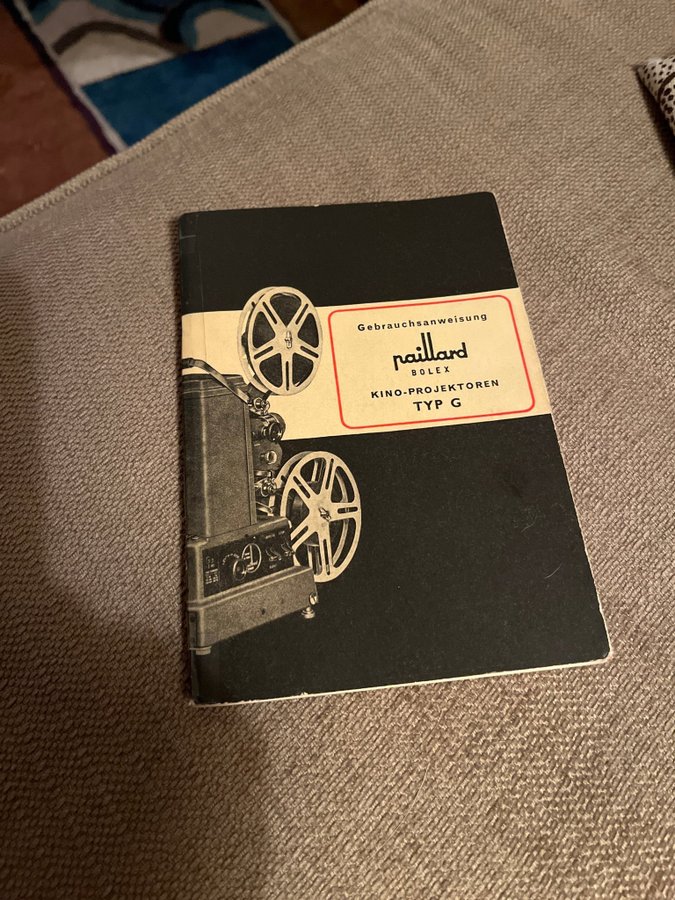 Gebrauchsanweisung
paillard
BOLEX
KINO-PROJEKTOREN
TYP G